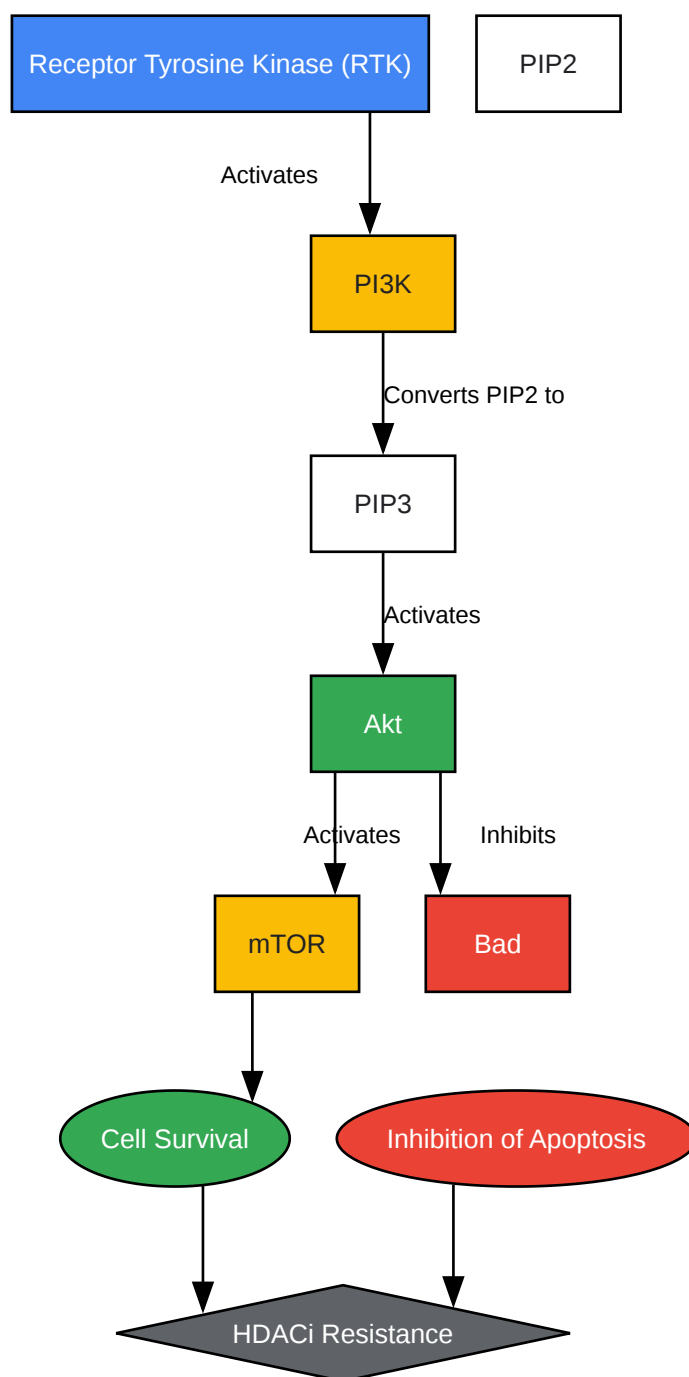 Receptor Tyrosine Kinase (RTK)
PIP2
Activates
PI3K
Converts PIP2 to
PIP3
Activates
Akt
Activates
Inhibits
mTOR
Bad
Cell Survival
Inhibition of Apoptosis
HDACi Resistance